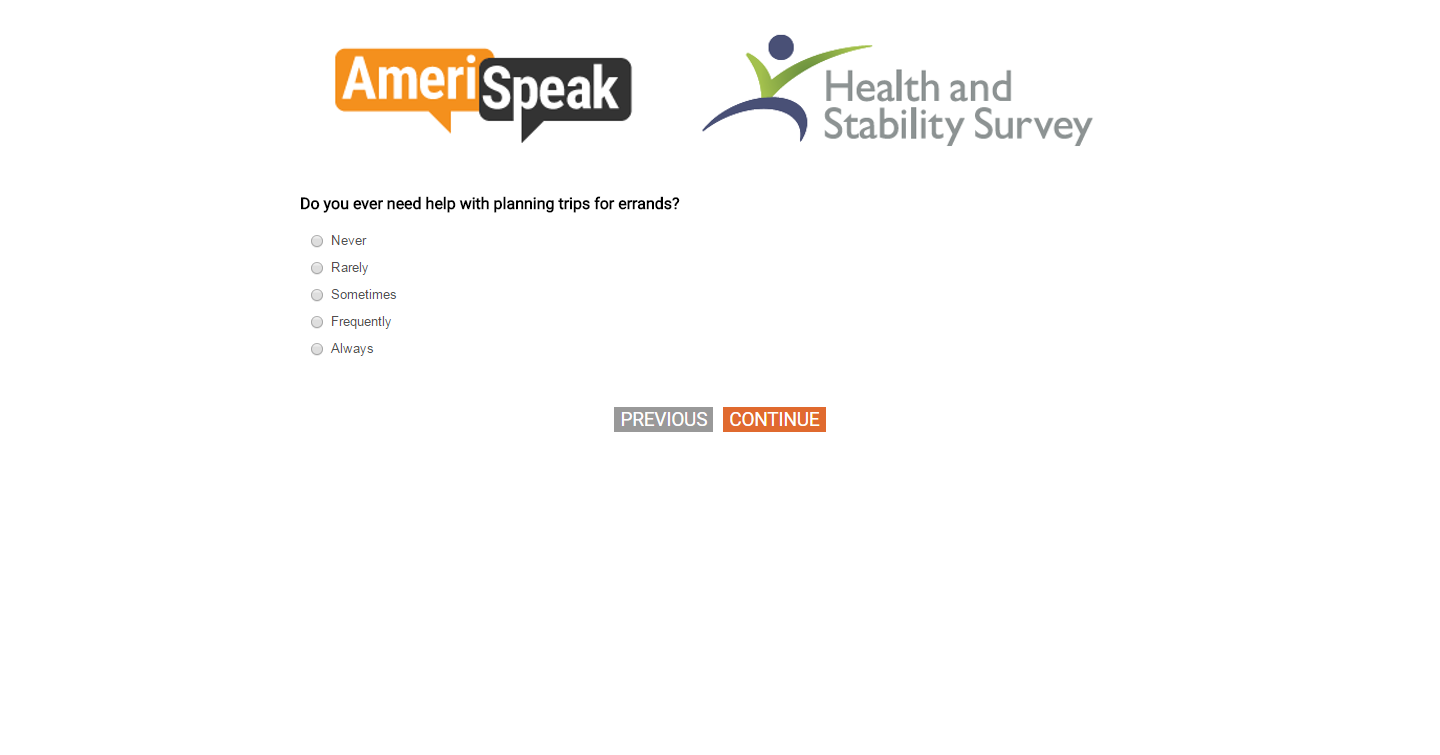 AmeriSpeak
Health and
Stability Survey
Do you ever need help with planning trips for errands?
Never
Rarely
Sometimes
Frequently
Always
PREVIOUS CONTINUE